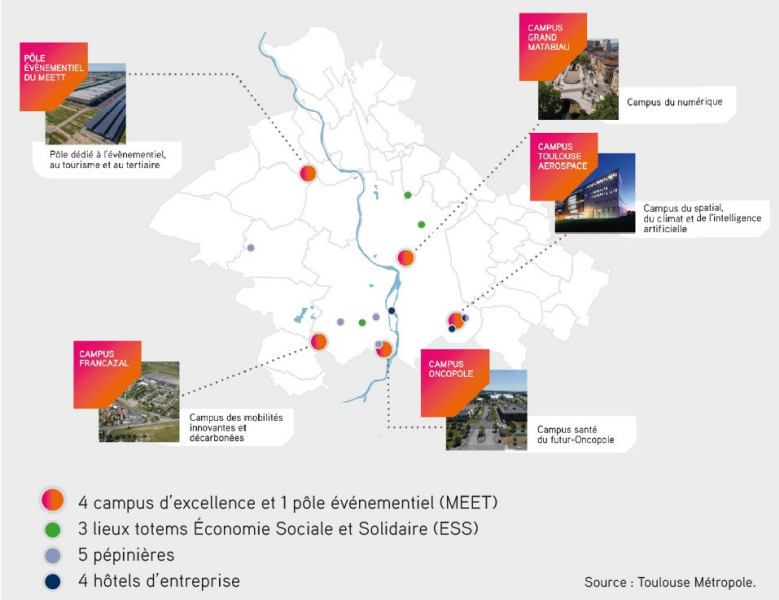 PÔLE
ÉVÈNEMENTIEL
DU MEETT
Pôle dédié à l'évènementiel,
au tourisme et au tertiaire
CAMPUS
GRAND
MATABIAU
Campus du numérique
CAMPUS
TOULOUSE
AEROSPACE
Campus du spatial,
du climat et de l'intelligence
artificielle
CAMPUS
FRANCAZAL
Campus des mobilités
innovantes et
décarbonées
CAMPUS
ONCOPOLE
Campus santé
du futur-Oncopole
4 campus d'excellence et 1 pôle événementiel (MEET)
3 lieux totems Économie Sociale et Solidaire (ESS)
5 pépinières
4 hôtels d'entreprise
Source : Toulouse Métropole.